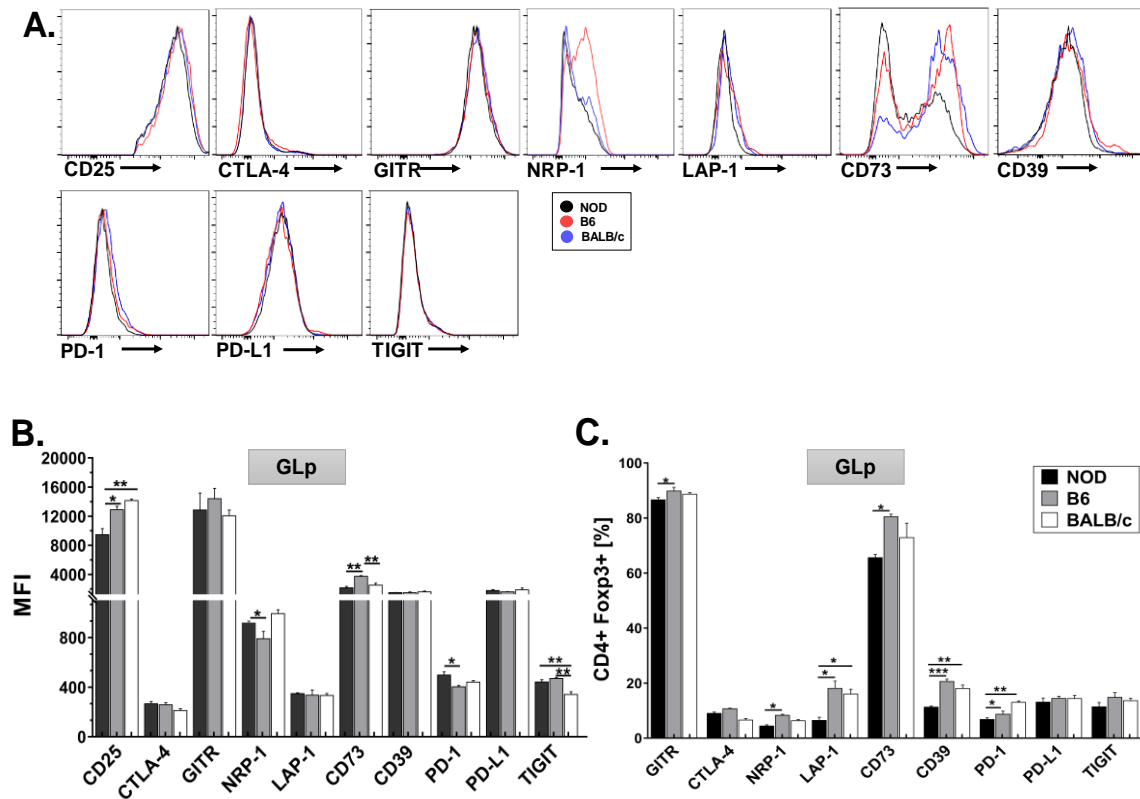 A.
CD25
CTLA-4
GITR
NRP-1
LAP-1
CD73
CD39
NOD
B6
BALB/c
PD-1
PD-L1
TIGIT
B.
GLp
20000
18000
15000
12000
9000
4000
800
400
0
MFI
* **
*
** **
*
** **
CD25
CTLA-4
GITR
NRP-1
LAP-1
CD73
CD39
PD-1
PD-L1
TIGIT
C.
GLp
NOD
B6
BALB/c
100
80
60
40
20
0
CD4+ Foxp3+ [%]
*
*
* *
*
*** **
* **
GITR
CTLA-4
NRP-1
LAP-1
CD73
CD39
PD-1
PD-L1
TIGIT